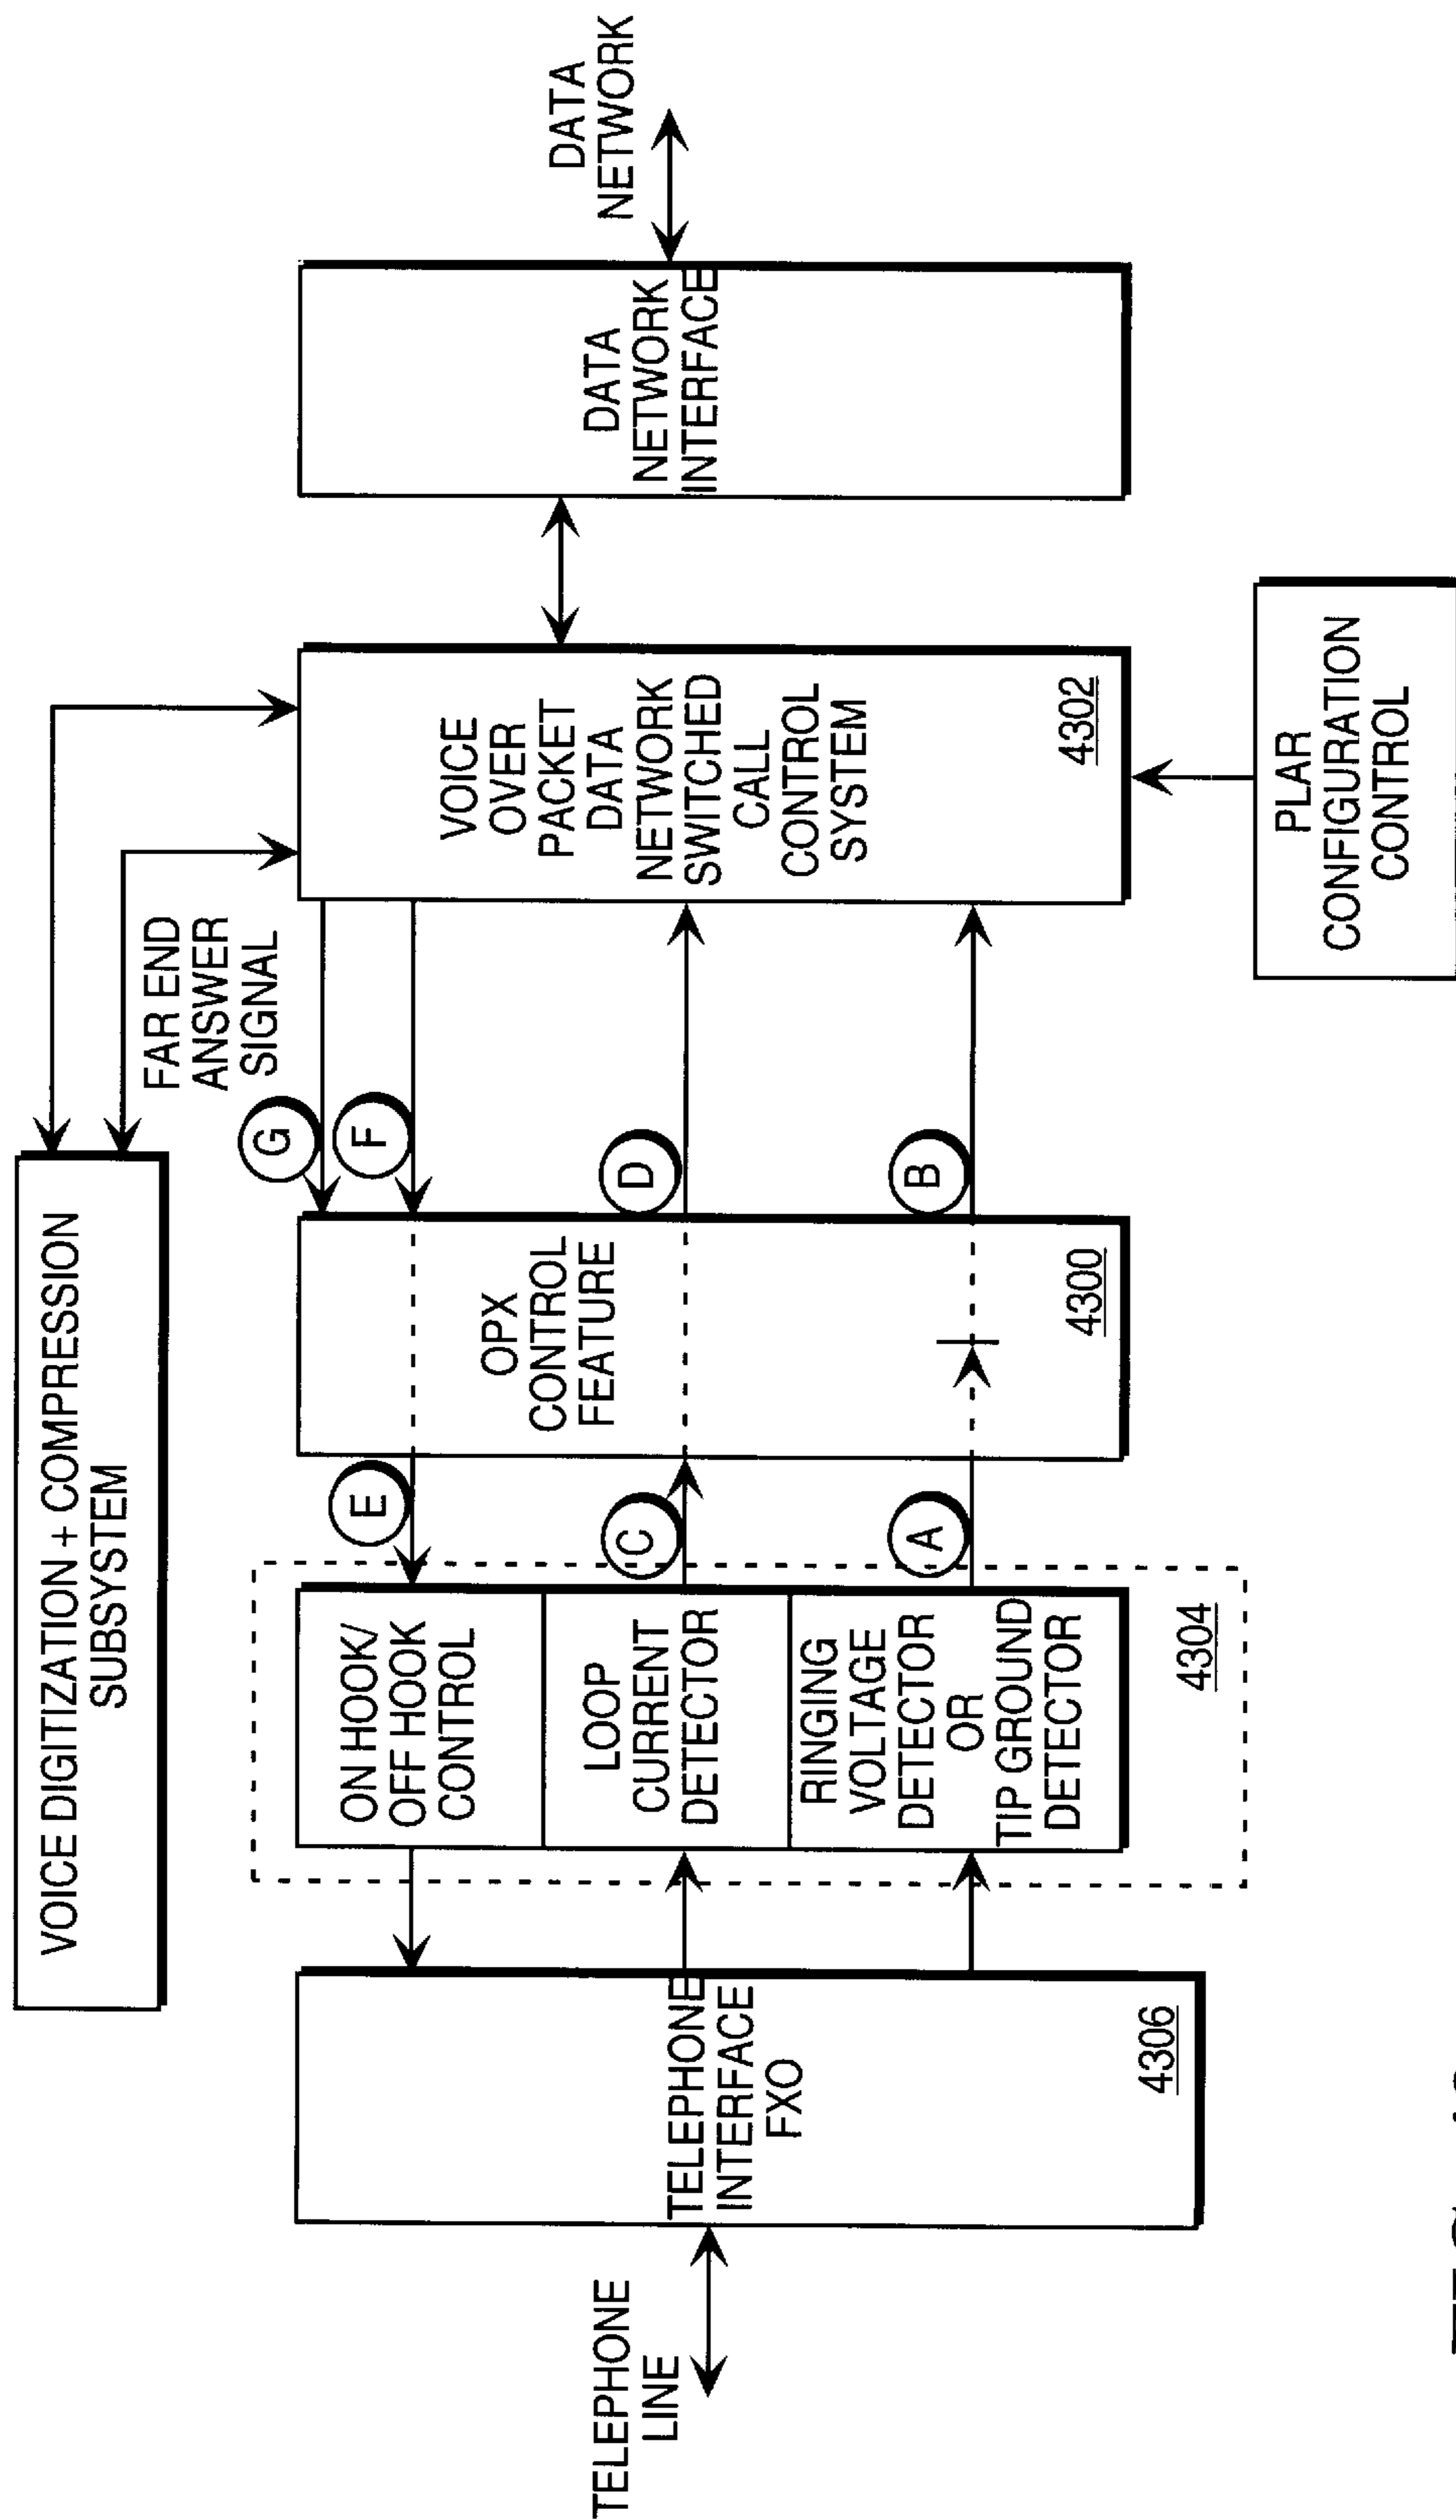 VOICE DIGITIZATION + COMPRESSION
SUBSYSTEM
FAR END
ANSWER
SIGNAL
TELEPHONE
LINE
TELEPHONE
INTERFACE
FXO
4306
ON HOOK/
OFF HOOK
CONTROL
LOOP
CURRENT
DETECTOR
RINGING
VOLTAGE
DETECTOR
OR
TIP GROUND
DETECTOR
4304
E
C
A
OPX
CONTROL
FEATURE
4300
G
F
D
B
VOICE
OVER
PACKET
DATA
NETWORK
SWITCHED
CALL
CONTROL
SYSTEM
4302
DATA
NETWORK
INTERFACE
DATA
NETWORK
PLAR
CONFIGURATION
CONTROL